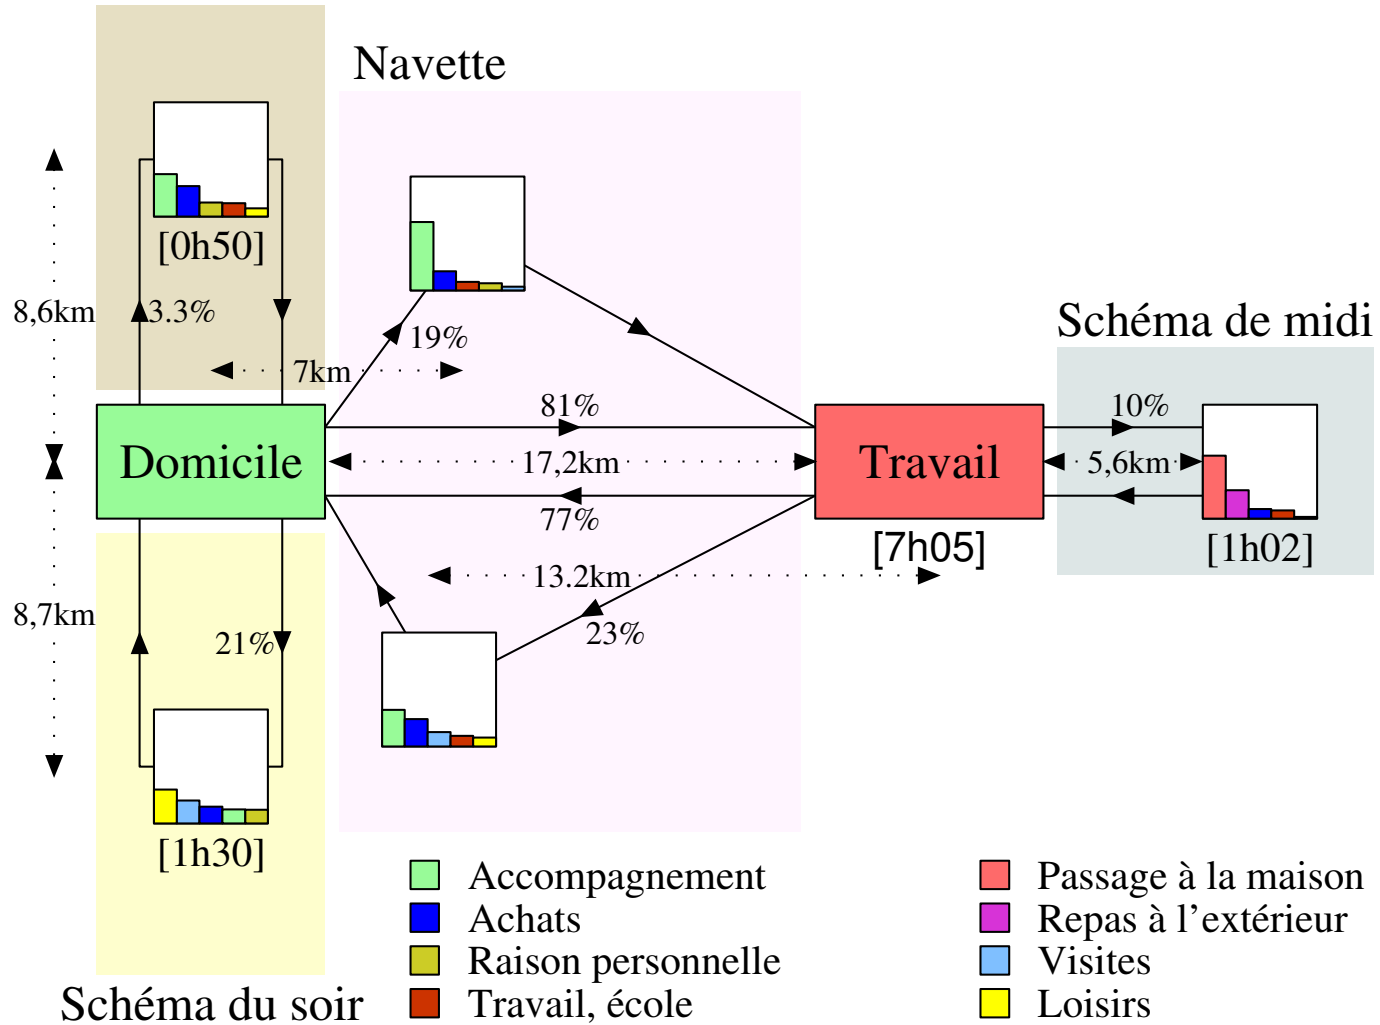 Navette
[0h50]
8,6km
3.3%
19%
7km
Schéma de midi
81%
10%
Domicile
17,2km
Travail
5,6km
77%
[7h05]
[1h02]
13.2km
8,7km
21%
23%
[1h30]
Accompagnement
Achats
Raison personnelle
Travail, école
Passage à la maison
Repas à l'extérieur
Visites
Loisirs
Schéma du soir